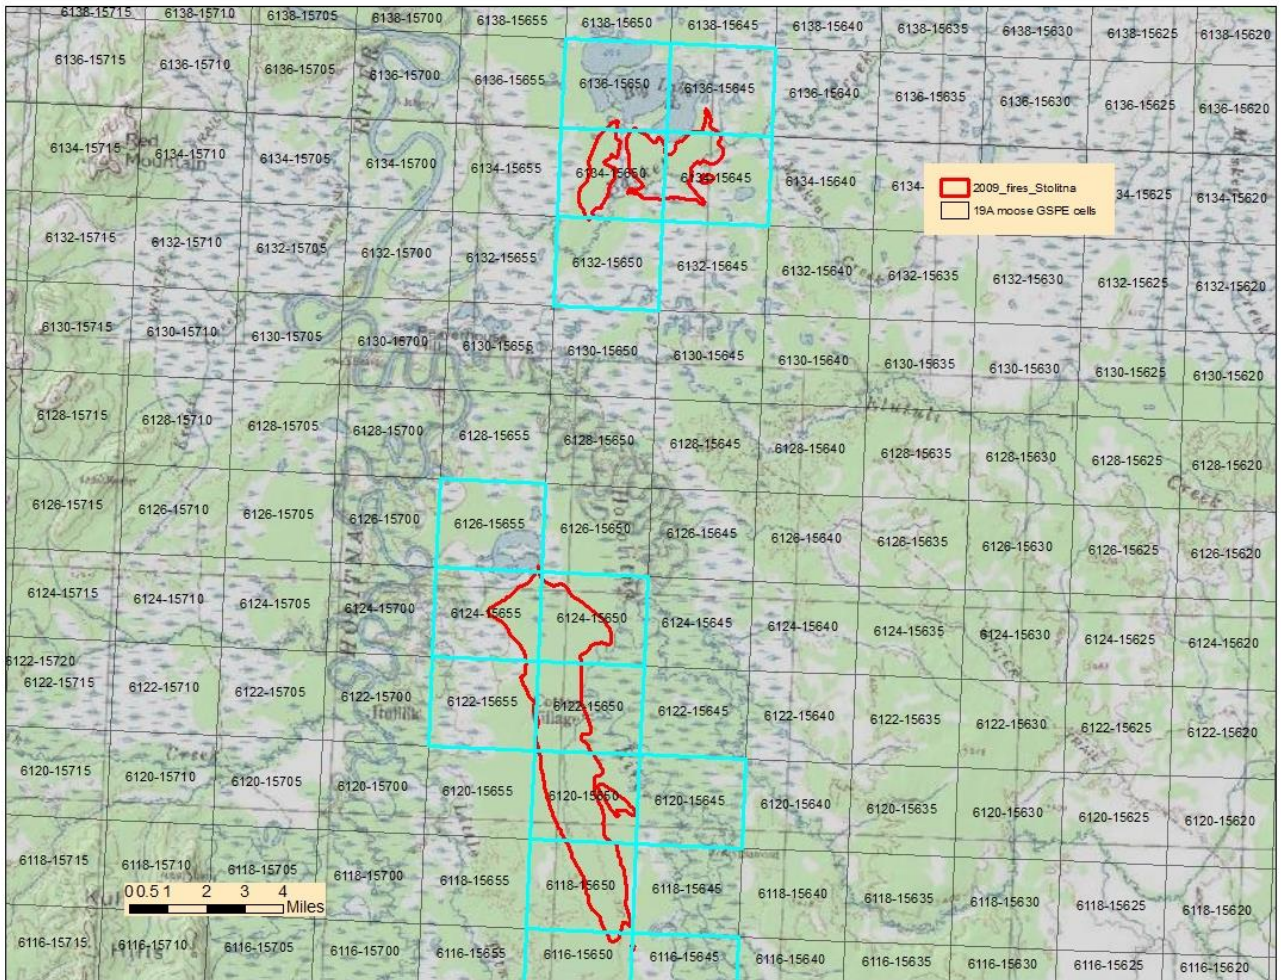 6138-15715 6138-15710 6138-15705 6138-15700 6138-15655 6138-15650 6138-15645 6138-15640 6138-15635 6138-15630 6138-15625 6138-15620
6136-15715 6136-15710 6136-15705 6136-15700 6136-15655 6136-15650 6136-15645 6136-15640 6136-15635 6136-15630 6136-15625 6136-15620
RIVER
Creek
Red
Mountain
6134-15715 6134-15710 6134-15705 6134-15700 6134-15655 6134-15650 6134-15645 6134-15640 6134- 34-15625 6134-15620
2009_fires_Stolitna
19A moose GSPE cells
6132-15715 6132-15710 6132-15705 6132-15700 6132-15655 6132-15650 6132-15645 6132-15640 6132-15635 6132-15630 6132-15625 6132-15620
Creek
Creek
6130-15715 6130-15710 6130-15705 6130-15700 6130-15655 6130-15650 6130-15645 6130-15640 6130-15635 6130-15630 6130-15625 6130-15620
6128-15715 6128-15710 6128-15705 6128-15700 6128-15655 6128-15650 6128-15645 6128-15640 6128-15635 6128-15630 6128-15625 6128-15620
Creek
6126-15715 6126-15710 6126-15705 6126-15700 6126-15655 6126-15650 6126-15645 6126-15640 6126-15635 6126-15630 6126-15625 6126-15620
HOLITNA
6124-15715 6124-15710 6124-15705 6124-15700 6124-15655 6124-15650 6124-15645 6124-15640 6124-15635 6124-15630 6124-15625 6124-15620
6122-15720
6122-15715 6122-15710 6122-15705 6122-15700 6122-15655 6122-15650 6122-15645 6122-15640 6122-15635 6122-15630 6122-15625 6122-15620
Village
Creek
6120-15715 6120-15710 6120-15705 6120-15700 6120-15655 6120-15650 6120-15645 6120-15640 6120-15635 6120-15630 6120-15625 6120-15620
Little
6118-15715 6118-15710 6118-15705 6118-15700 6118-15655 6118-15650 6118-15645 6118-15640 6118-15635 6118-15630 6118-15625 6118-15620
0 0.5 1 2 3 4
Miles
6116-15715 6116-15710 6116-15705 6116-15700 6116-15655 6116-15650 6116-15645 6116-15640 6116-15635 6116-15630 6116-15625 6116-15620
Hills